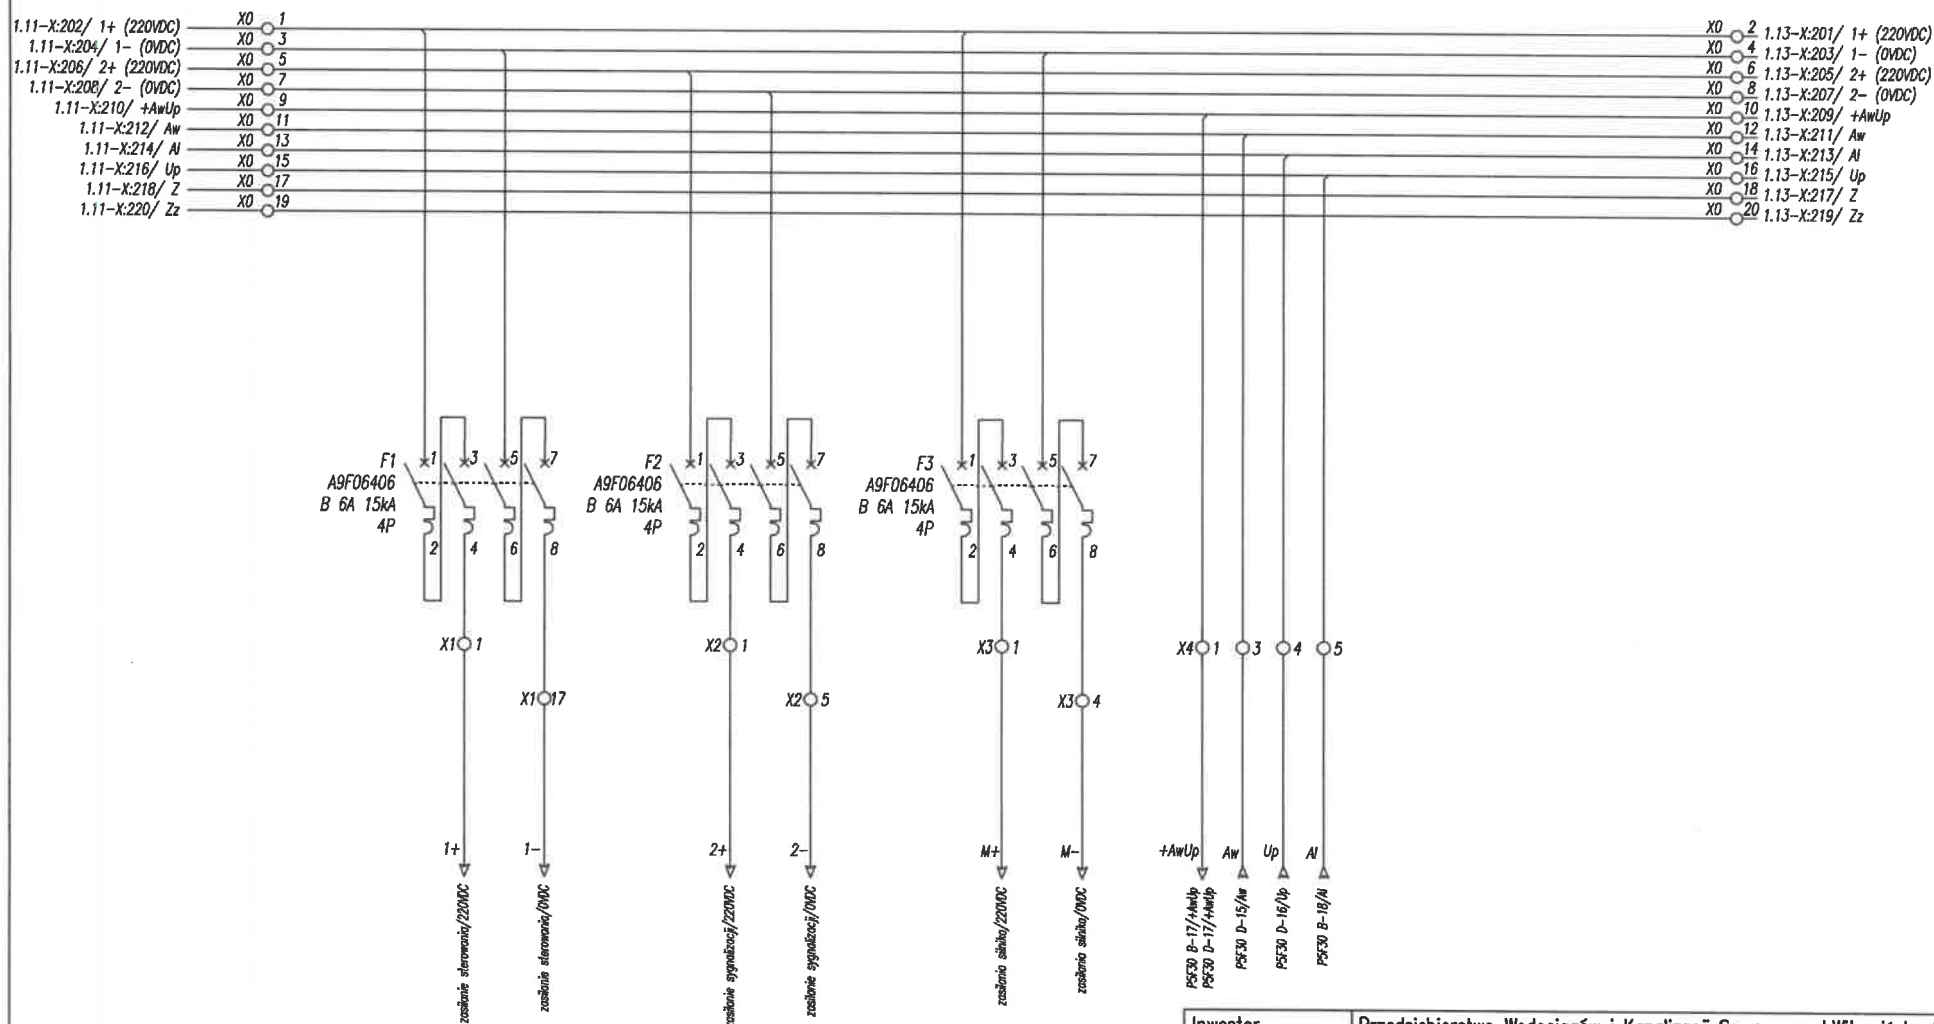 1.11-X:202/ 1+ (220VDC) X0 1
1.11-X:204/ 1- (0VDC) X0 3
1.11-X:206/ 2+ (220VDC) X0 5
1.11-X:208/ 2- (0VDC) X0 7
1.11-X:210/ +AwUp X0 9
1.11-X:212/ Aw X0 11
1.11-X:214/ Al X0 13
1.11-X:216/ Up X0 15
1.11-X:218/ Z X0 17
1.11-X:220/ Zz X0 19
X0 2 1.13-X:201/ 1+ (220VDC)
X0 4 1.13-X:203/ 1- (0VDC)
X0 6 1.13-X:205/ 2+ (220VDC)
X0 8 1.13-X:207/ 2- (0VDC)
X0 10 1.13-X:209/ +AwUp
X0 12 1.13-X:211/ Aw
X0 14 1.13-X:213/ Al
X0 16 1.13-X:215/ Up
X0 18 1.13-X:217/ Z
X0 20 1.13-X:219/ Zz
F1 1 3 5 7
A9F06406
B 6A 15kA
4P
2 4 6 8
F2 1 3 5 7
A9F06406
B 6A 15kA
4P
2 4 6 8
F3 1 3 5 7
A9F06406
B 6A 15kA
4P
2 4 6 8
X1 1
X1 17
X2 1
X2 5
X3 1
X3 4
X4 1 3 4 5
1+ 1- 2+ 2- M+ M- +AwUp Aw Up Al
zasilanie sterowania/220VDC
zasilanie sterowania/0VDC
zasilanie sygnalizacji/220VDC
zasilanie sygnalizacji/0VDC
zasilania silnika/220VDC
zasilania silnika/0VDC
P5F30 B-17/+AwUp
P5F30 D-17/+AwUp
P5F30 D-15/Aw
P5F30 D-16/Up
P5F30 B-18/Al